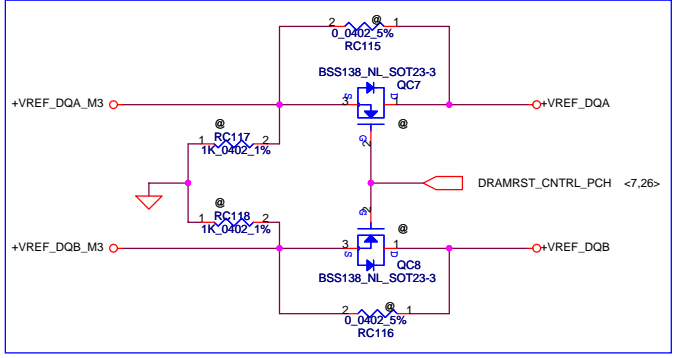 2 @ 1
0_0402_5%
RC115
BSS138_NL_SOT23-3
QC7
+VREF_DQA_M3 3 S D 1 +VREF_DQA
@
G
2
@
1 RC117 2
1K_0402_1%
DRAMRST_CNTRL_PCH <7,26>
@
1 RC118 2
1K_0402_1%
2
G
@
+VREF_DQB_M3 3 S D 1 +VREF_DQB
QC8
BSS138_NL_SOT23-3
2 @ 1
0_0402_5%
RC116